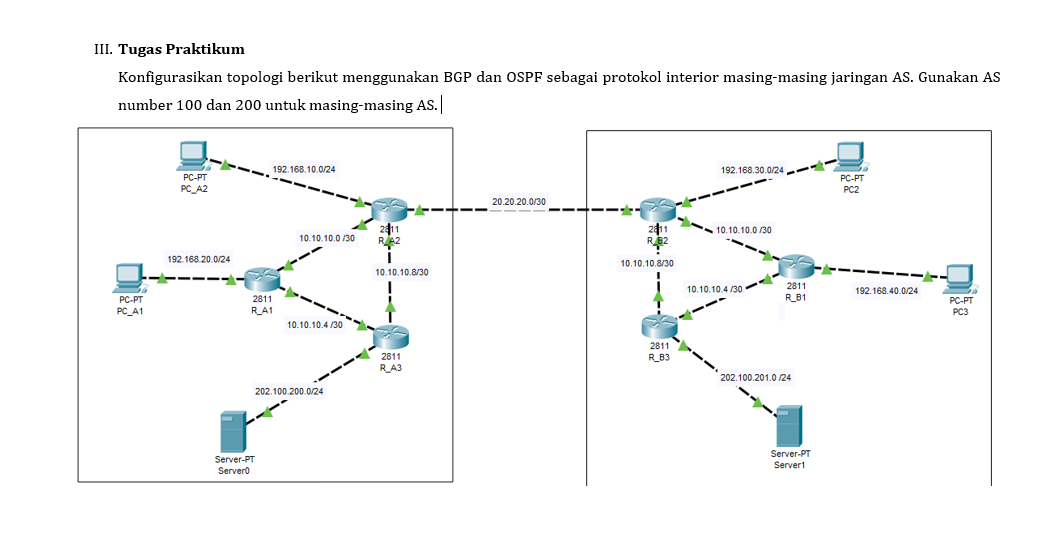 III. Tugas Praktikum
Konfigurasikan topologi berikut menggunakan BGP dan OSPF sebagai protokol interior masing-masing jaringan AS. Gunakan AS
number 100 dan 200 untuk masing-masing AS.
PC-PT
PC_A2
192.168.10.0/24
2811
R_A2
10.10.10.0 /30
192.168.20.0/24
PC-PT
PC_A1
2811
R_A1
10.10.10.8/30
10.10.10.4 /30
2811
R_A3
202.100.200.0/24
Server-PT
Server0
20.20.20.0/30
192.168.30.0/24
PC-PT
PC2
2811
R_B2
10.10.10.0 /30
10.10.10.8/30
10.10.10.4 /30
2811
R_B1
192.168.40.0/24
PC-PT
PC3
2811
R_B3
202.100.201.0 /24
Server-PT
Server1